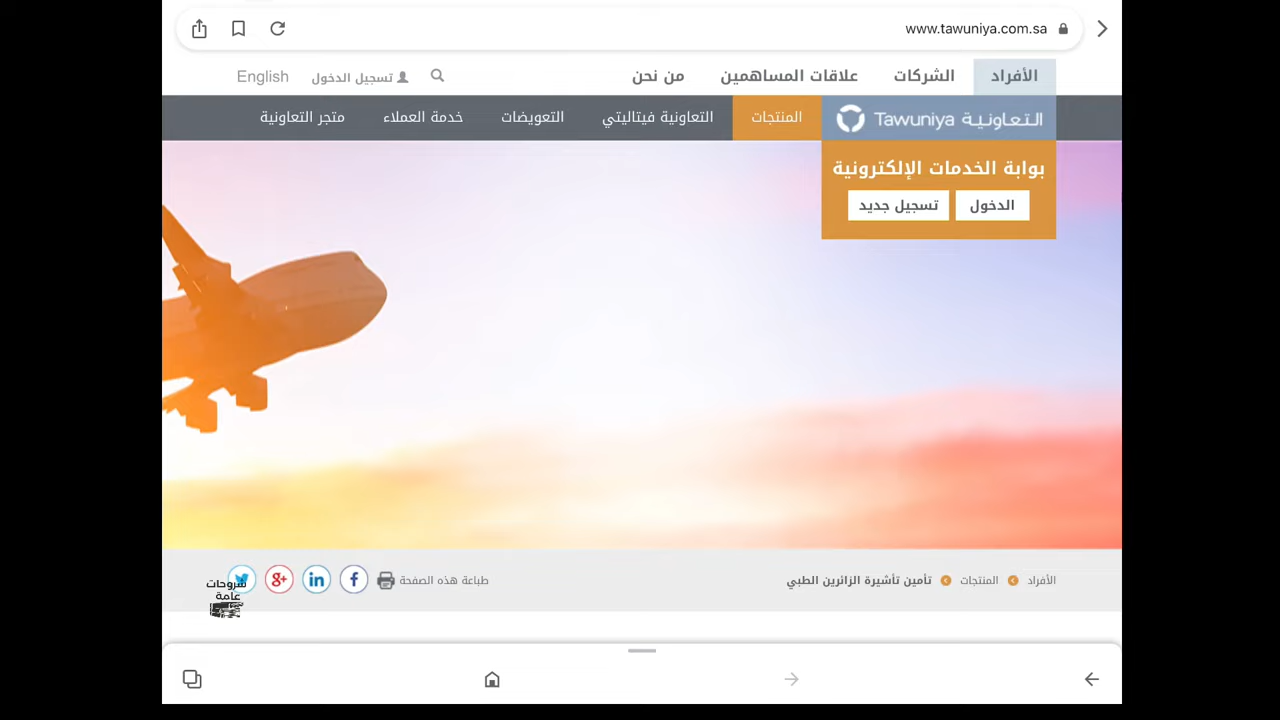 www.tawuniya.com.sa
الأفراد الشركات علاقات المساهمين من نحن تسجيل الدخول English
التعاونية Tawuniya المنتجات التعاونية فيتاليتي التعويضات خدمة العملاء متجر التعاونية
بوابة الخدمات الإلكترونية
الدخول تسجيل جديد
الأفراد المنتجات تأمين تأشيرة الزائرين الطبي طباعة هذه الصفحة
شروحات
عامة